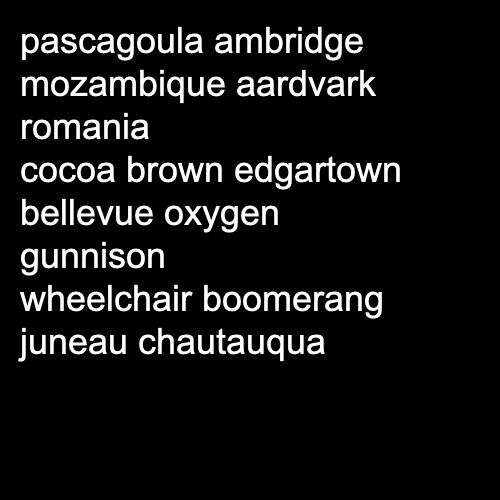 pascagoula ambridge
mozambique aardvark
romania
cocoa brown edgartown
bellevue oxygen
gunnison
wheelchair boomerang
juneau chautauqua